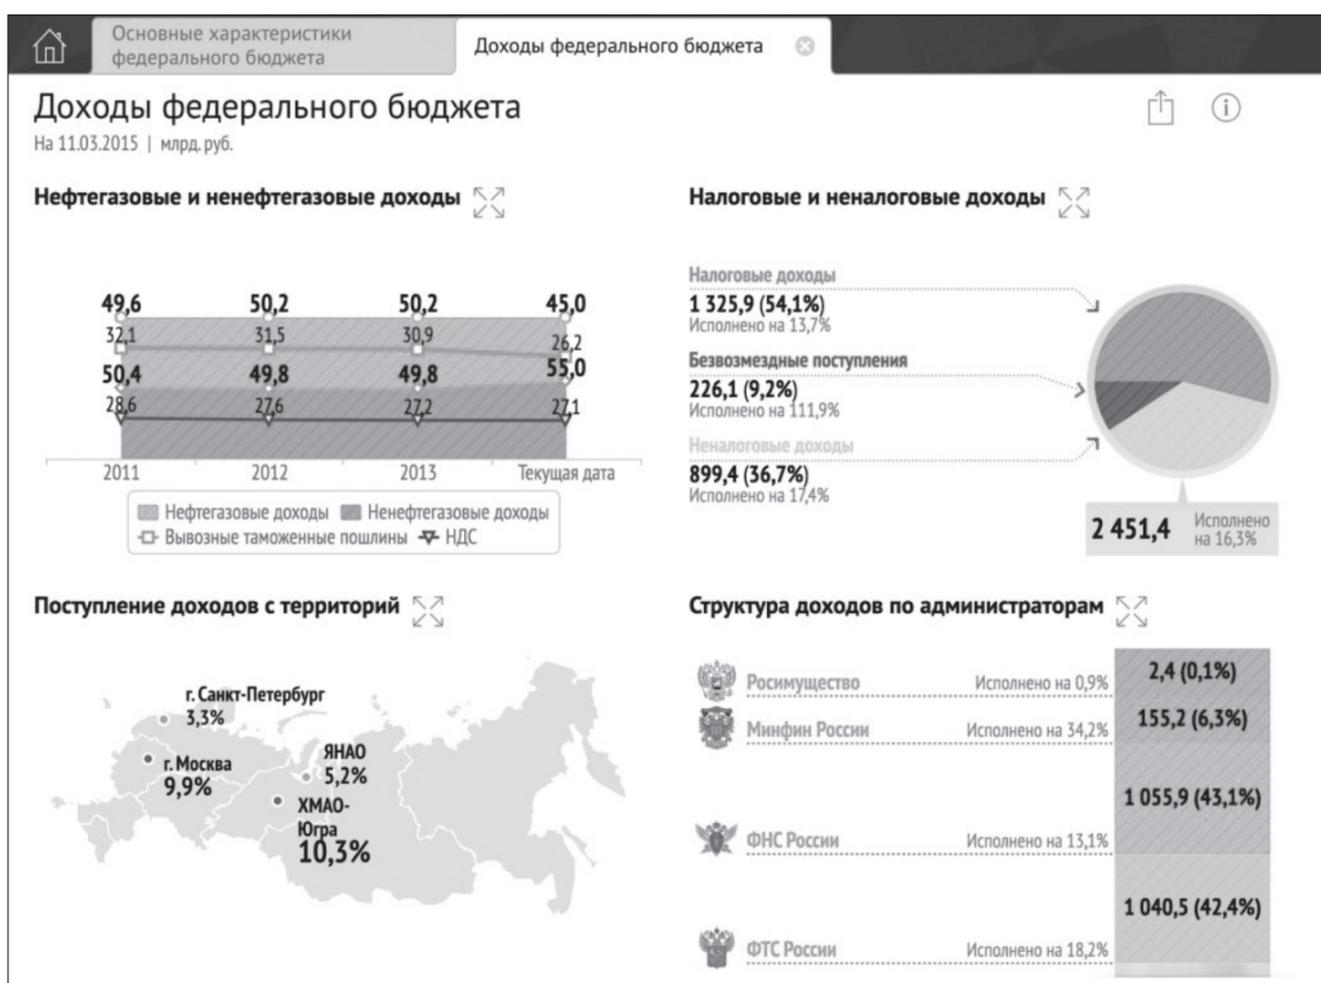 Основные характеристики
федерального бюджета
Доходы федерального бюджета
Доходы федерального бюджета
На 11.03.2015 | млрд. руб.
Нефтегазовые и ненефтегазовые доходы
49,6
50,2
50,2
45,0
32,1
31,5
30,9
26,2
50,4
49,8
49,8
55,0
28,6
27,6
27,2
27,1
2011
2012
2013
Текущая дата
Нефтегазовые доходы
Ненефтегазовые доходы
Вывозные таможенные пошлины
НДС
Налоговые и неналоговые доходы
Налоговые доходы
1 325,9 (54,1%)
Исполнено на 13,7%
Безвозмездные поступления
226,1 (9,2%)
Исполнено на 111,9%
Неналоговые доходы
899,4 (36,7%)
Исполнено на 17,4%
2 451,4
Исполнено
на 16,3%
Поступление доходов с территорий
г. Санкт-Петербург
3,3%
г. Москва
9,9%
ЯНАО
5,2%
ХМАО-
Югра
10,3%
Структура доходов по администраторам
Росимущество
Исполнено на 0,9%
2,4 (0,1%)
Минфин России
Исполнено на 34,2%
155,2 (6,3%)
ФНС России
Исполнено на 13,1%
1 055,9 (43,1%)
ФТС России
Исполнено на 18,2%
1 040,5 (42,4%)